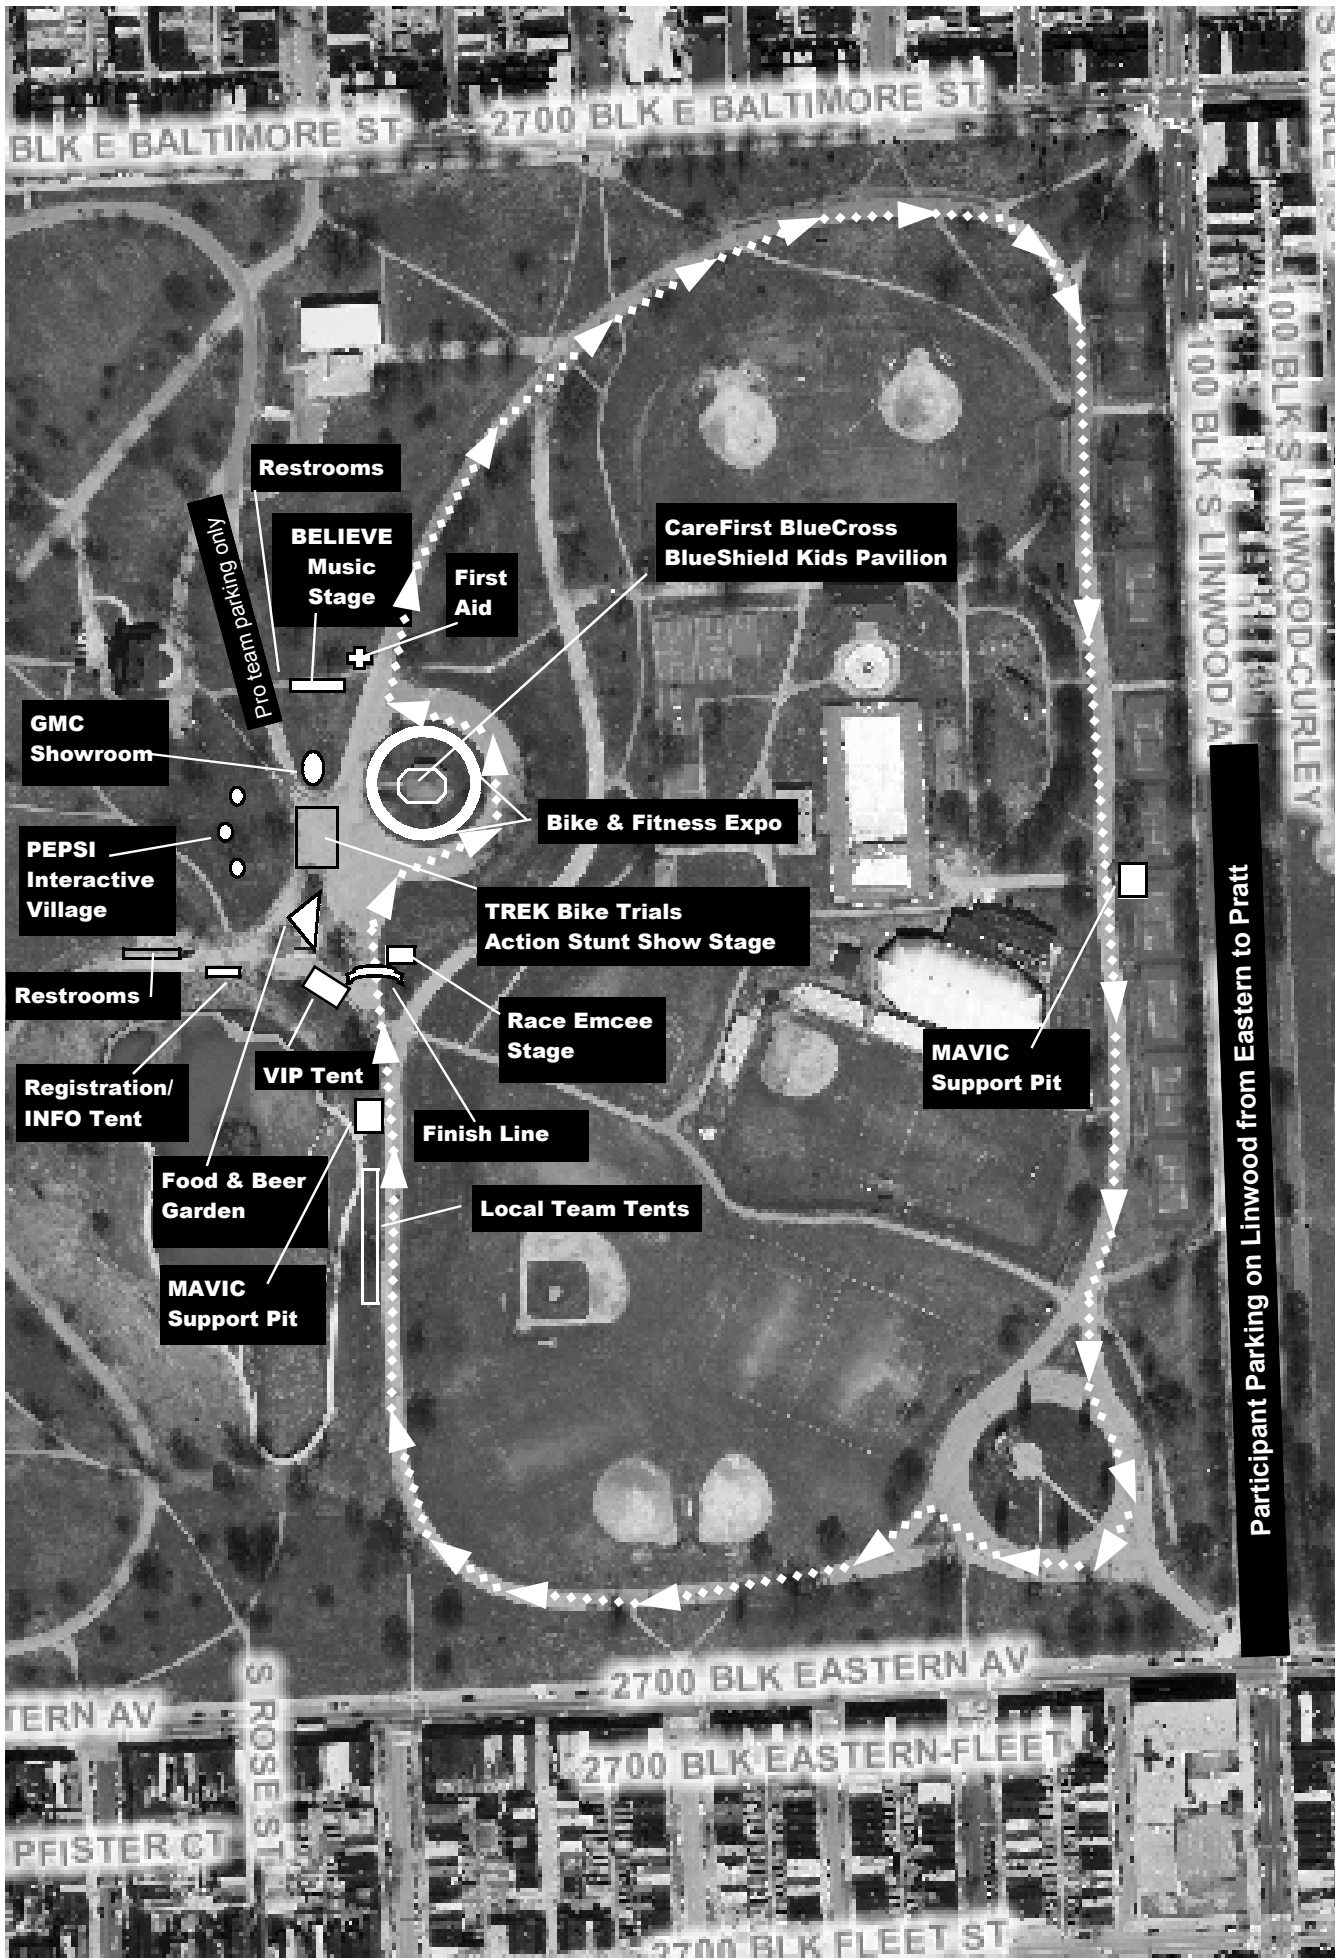 BLK E BALTIMORE ST
2700 BLK E BALTIMORE ST
S CURLEY S
Restrooms
BELIEVE
Music
Stage
First
Aid
CareFirst BlueCross
BlueShield Kids Pavilion
Pro team parking only
100 BLK S LINWOOD A
100 BLK S LINWOOD-CURLEY
GMC
Showroom
Bike & Fitness Expo
PEPSI
Interactive
Village
TREK Bike Trials
Action Stunt Show Stage
Restrooms
Race Emcee
Stage
MAVIC
Support Pit
Registration/
INFO Tent
VIP Tent
Finish Line
Food & Beer
Garden
Local Team Tents
MAVIC
Support Pit
Participant Parking on Linwood from Eastern to Pratt
2700 BLK EASTERN AV
TERN AV
S ROSE ST
2700 BLK EASTERN-FLEET
PFISTER CT
2700 BLK FLEET ST